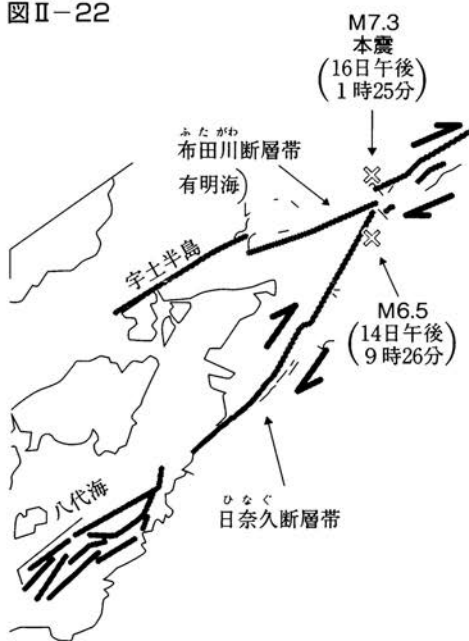 図Ⅱ－22
M7.3
本震
(16日午後
1時25分)
ふたがわ
布田川断層帯
有明海
宇土半島
M6.5
(14日午後
9時26分)
ひなぐ
日奈久断層帯
八代海